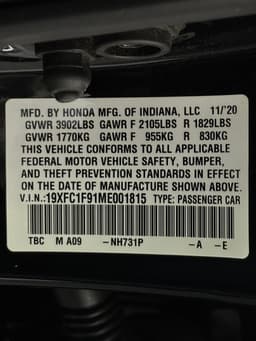 MFD. BY HONDA MFG. OF INDIANA, LLC 11/20
GVWR 3902LBS GAWR F 2105LBS R 1829LBS
GVWR 1770KG GAWR F 955KG R 830KG
THIS VEHICLE CONFORMS TO ALL APPLICABLE
FEDERAL MOTOR VEHICLE SAFETY, BUMPER,
AND THEFT PREVENTION STANDARDS IN EFFECT
ON THE DATE OF MANUFACTURE SHOWN ABOVE.
V.I.N.:19XFC1F91ME001815 TYPE: PASSENGER CAR
TBC M A09 -NH731P -A -E